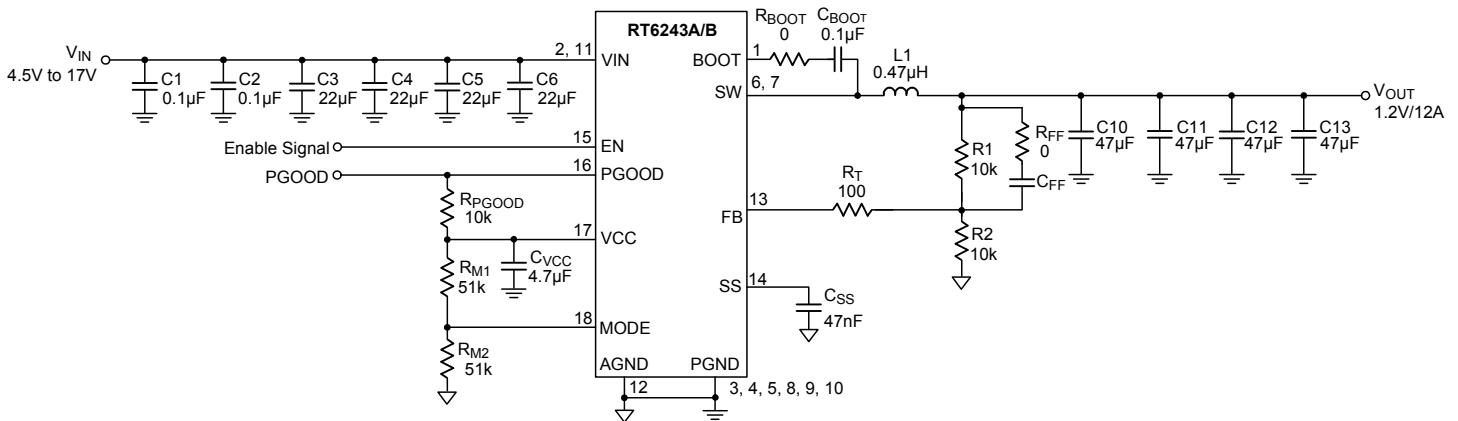 RT6243A/B
VIN
4.5V to 17V
C1
0.1µF
C2
0.1µF
C3
22µF
C4
22µF
C5
22µF
C6
22µF
2, 11
VIN
Enable Signal
15
EN
PGOOD
16
PGOOD
RPGOOD
10k
17
VCC
CVCC
4.7µF
RM1
51k
18
MODE
RM2
51k
AGND
12
PGND
3, 4, 5, 8, 9, 10
BOOT
1
RBOOT
0
CBOOT
0.1µF
SW
6, 7
L1
0.47µH
VOUT
1.2V/12A
R1
10k
RFF
0
CFF
C10
47µF
C11
47µF
C12
47µF
C13
47µF
FB
13
RT
100
R2
10k
SS
14
CSS
47nF